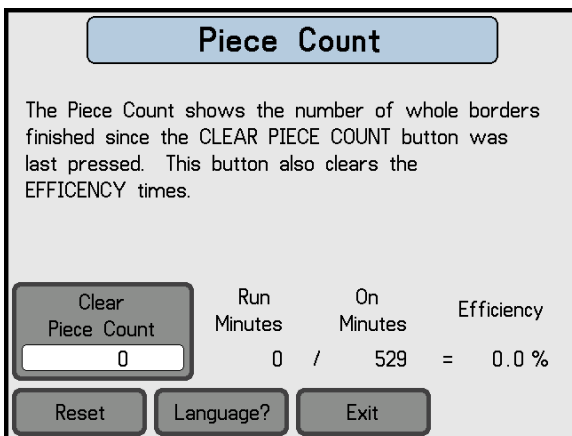 Piece Count
The Piece Count shows the number of whole borders
finished since the CLEAR PIECE COUNT button was
last pressed. This button also clears the
EFFICENCY times.
Clear
Piece Count
0
Run
Minutes
On
Minutes
Efficiency
0 / 529 = 0.0 %
Reset Language? Exit